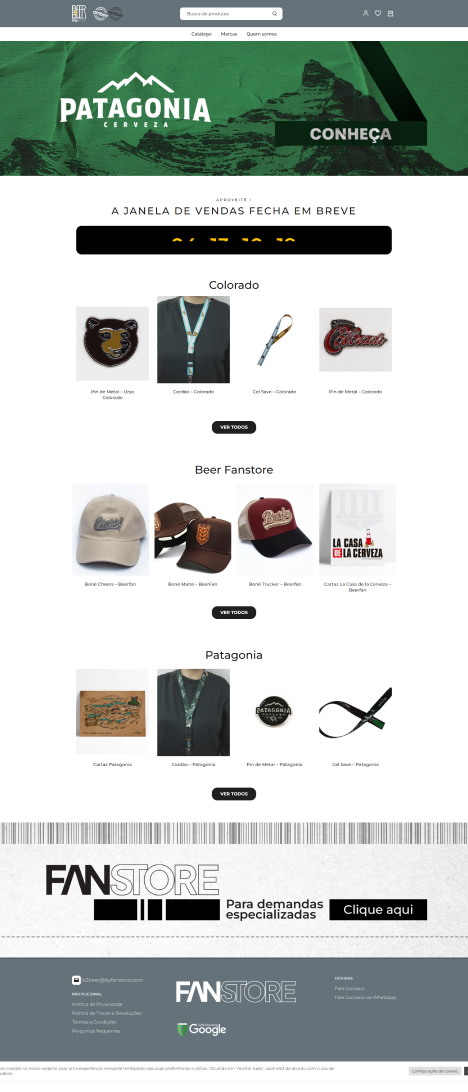 Busca de produtos
Catálogo Marcas Quem somos
PATAGONIA
CERVEZA
CONHEÇA
APROVEITE !
A JANELA DE VENDAS FECHA EM BREVE
Colorado
Pin de Metal – Urso
Colorado
Cordão – Colorado
Cel Save – Colorado
Pin de Metal – Colorado
VER TODOS
Beer Fanstore
LA CASA
DE LA CERVEZA
Boné Cheers – Beerfan
Boné Malte – BeerFan
Boné Trucker – Beerfan
Cartaz La Casa de la Cerveza –
Beerfan
VER TODOS
Patagonia
PATAGONIA
Cartaz Patagonia
Cordão – Patagonia
Pin de Metal – Patagonia
Cel Save – Patagonia
VER TODOS
FANSTORE
Para demandas
especializadas
Clique aqui
b2beer@byfanstore.com
INSTITUCIONAL
Política de Privacidade
Política de Trocas e Devoluções
Termos e Condições
Perguntas frequentes
FANSTORE
Google
DÚVIDAS
Fale Conosco
Fale Conosco via Whatsapp
cookies no nosso website para uma experiência relevante lembrando das suas preferências e visitas. Clicando em "Aceitar tudo", você está de acordo com o uso de
Configurações de cookies